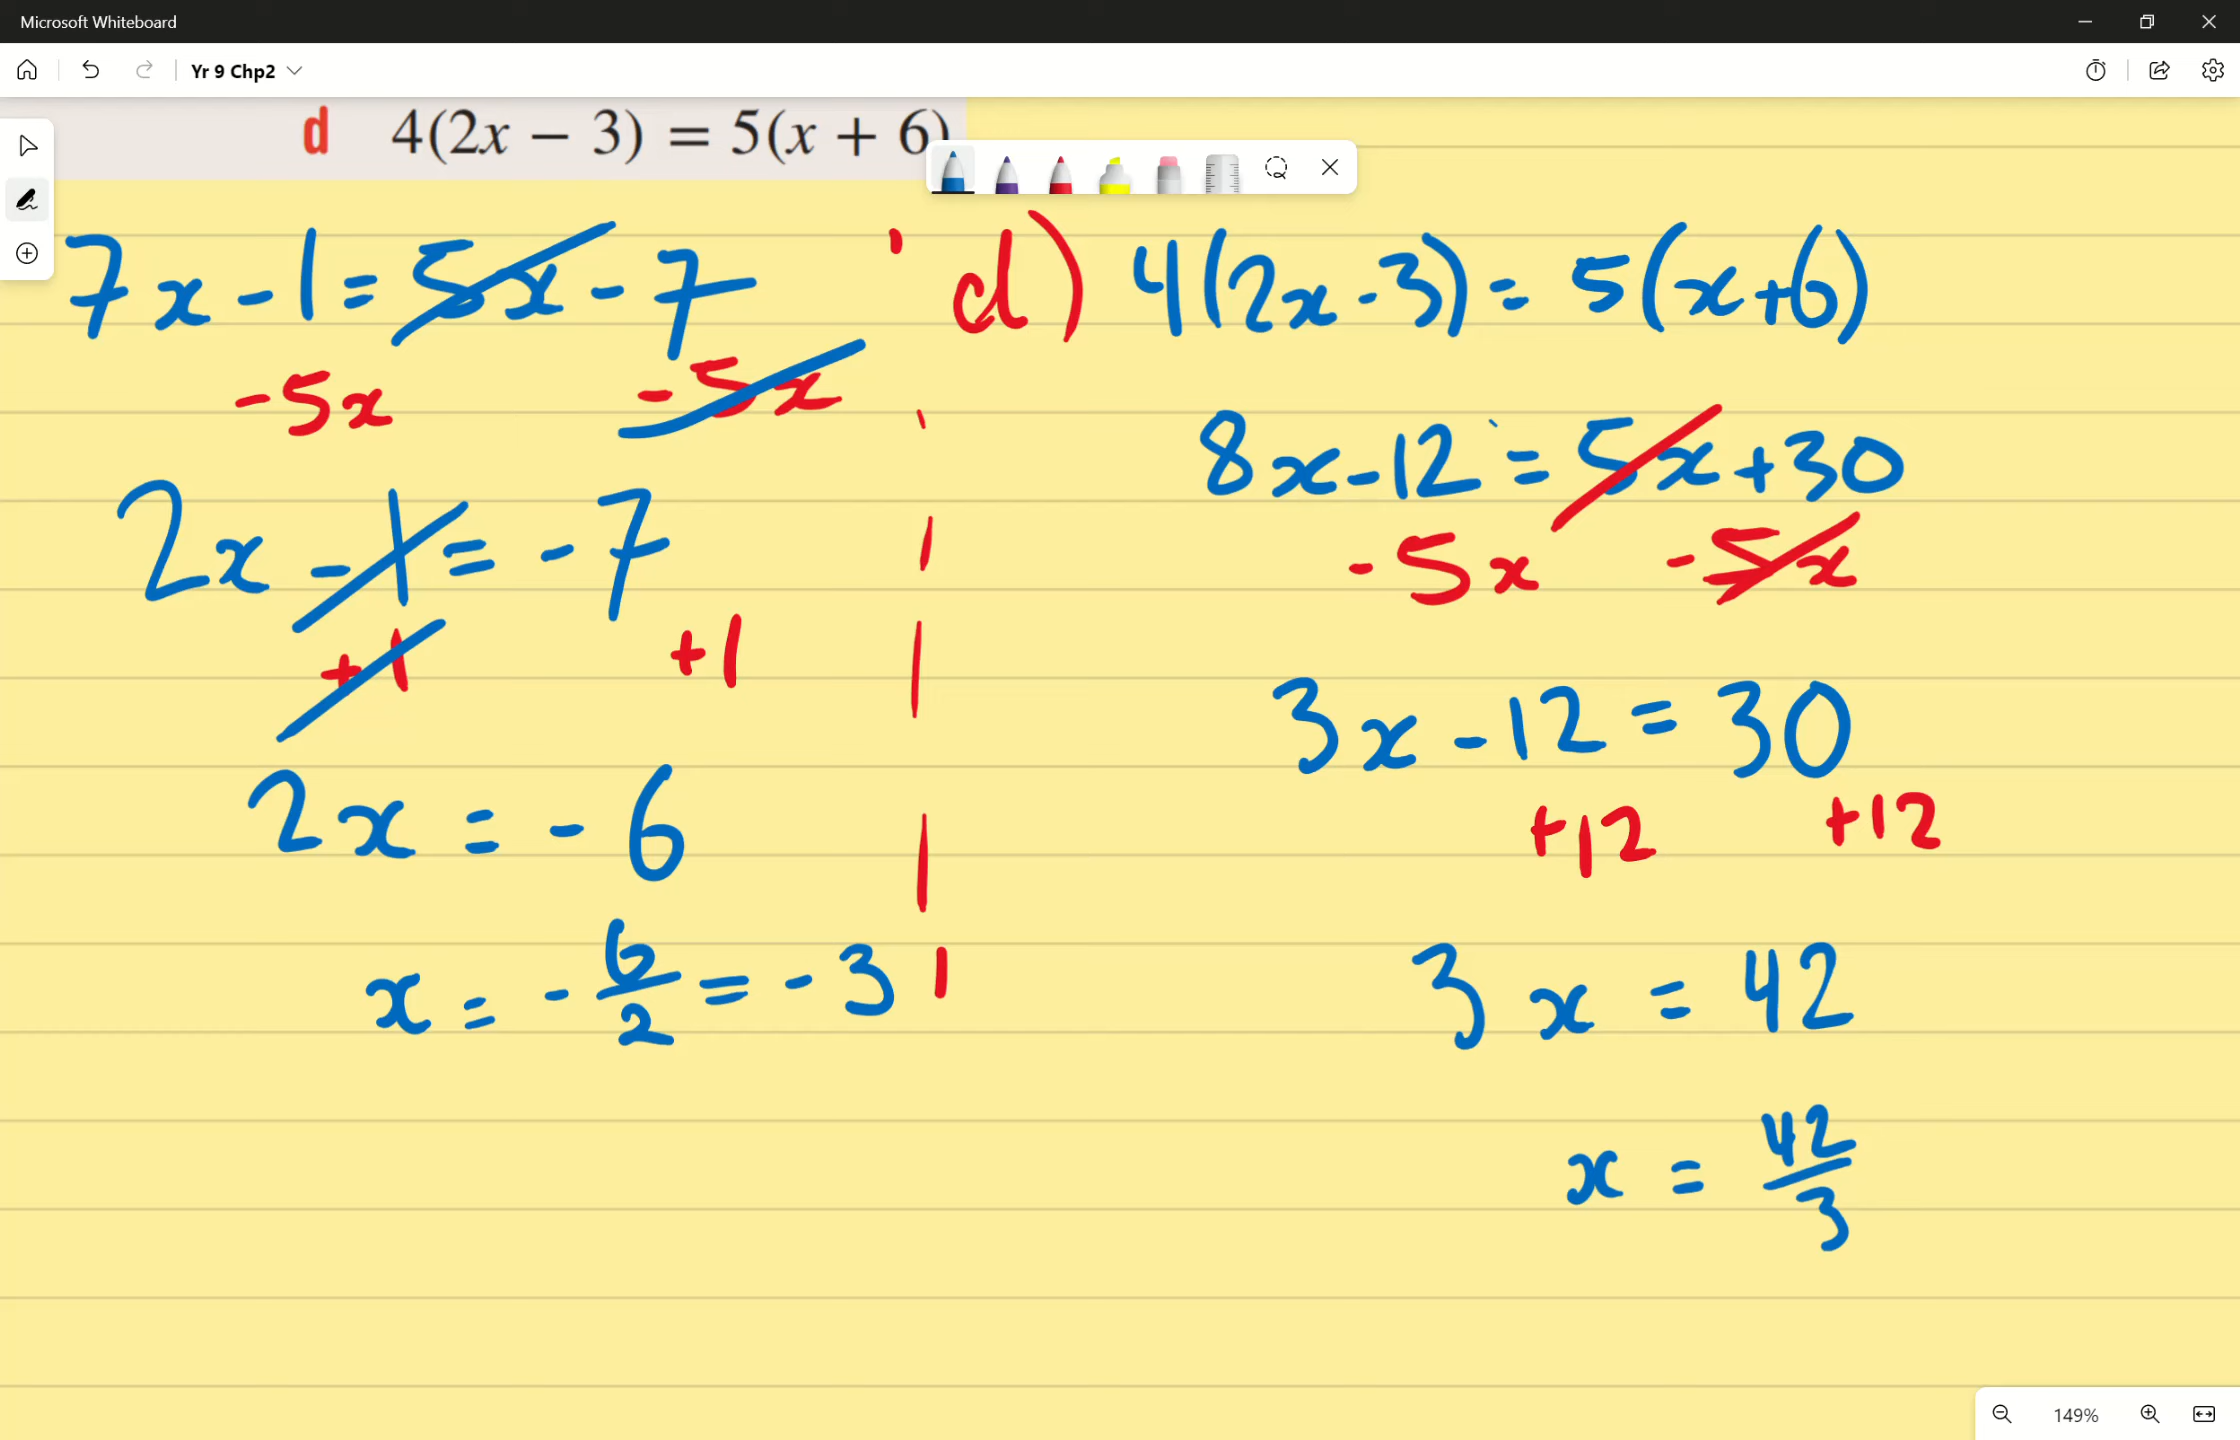 Microsoft Whiteboard
Yr 9 Chp2
d 4(2x − 3) = 5(x + 6)
7x - 1 = 5x - 7
-5x -5x
2x - 1 = - 7
+1 +1
2x = - 6
x = - 6/2 = - 3
d) 4(2x - 3) = 5(x + 6)
8x - 12 = 5x + 30
- 5x - 5x
3x - 12 = 30
+12 +12
3x = 42
x = 42/3
149%